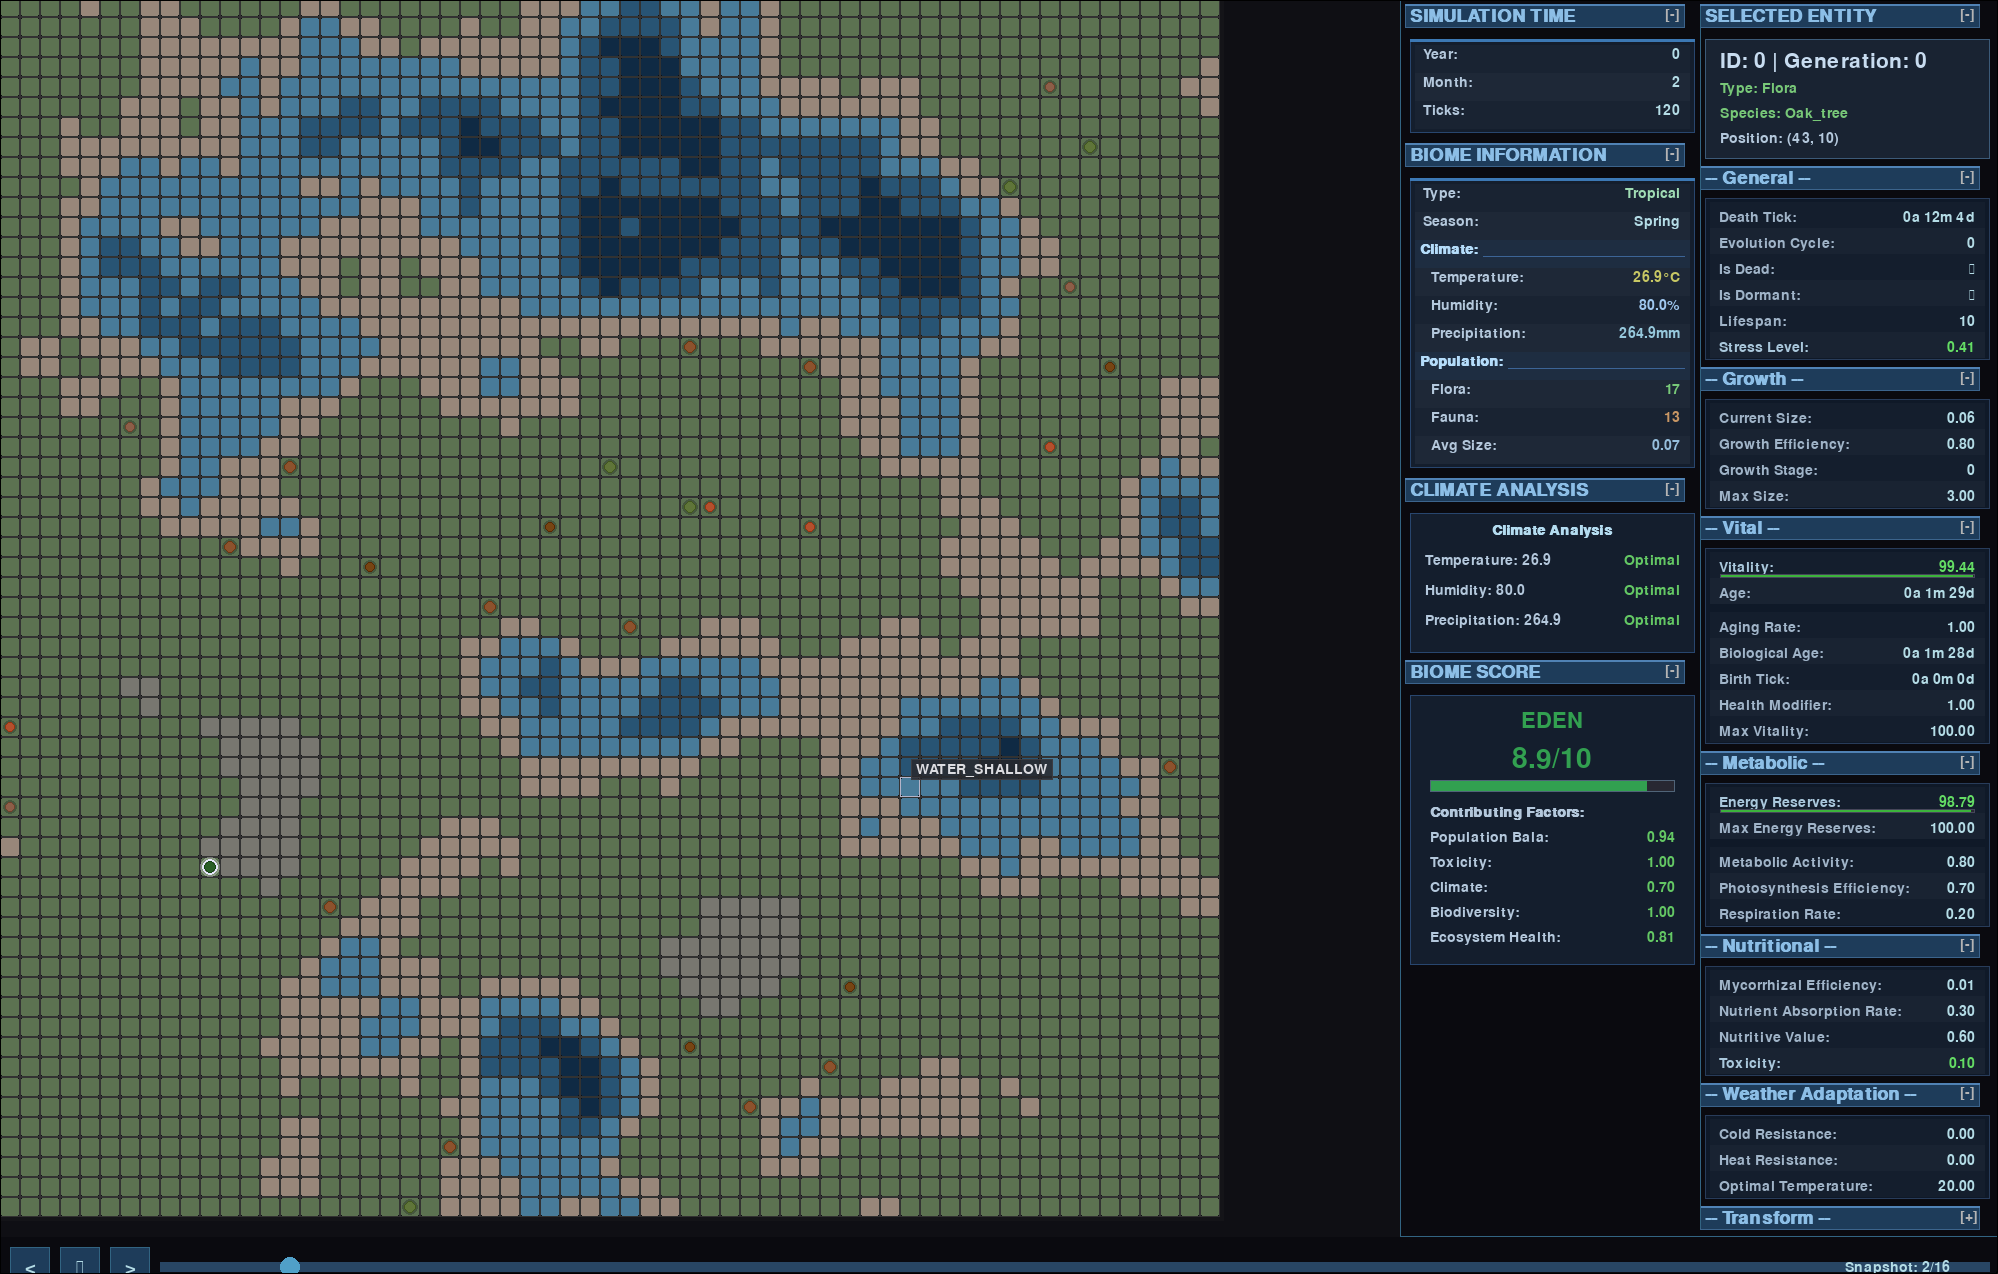 SIMULATION TIME [-]
Year: 0
Month: 2
Ticks: 120
BIOME INFORMATION [-]
Type: Tropical
Season: Spring
Climate:
Temperature: 26.9°C
Humidity: 80.0%
Precipitation: 264.9mm
Population:
Flora: 17
Fauna: 13
Avg Size: 0.07
CLIMATE ANALYSIS [-]
Climate Analysis
Temperature: 26.9 Optimal
Humidity: 80.0 Optimal
Precipitation: 264.9 Optimal
BIOME SCORE [-]
EDEN
8.9/10
Contributing Factors:
Population Bala: 0.94
Toxicity: 1.00
Climate: 0.70
Biodiversity: 1.00
Ecosystem Health: 0.81
SELECTED ENTITY [-]
ID: 0 | Generation: 0
Type: Flora
Species: Oak_tree
Position: (43, 10)
-- General -- [-]
Death Tick: 0a 12m 4d
Evolution Cycle: 0
Is Dead:
Is Dormant:
Lifespan: 10
Stress Level: 0.41
-- Growth -- [-]
Current Size: 0.06
Growth Efficiency: 0.80
Growth Stage: 0
Max Size: 3.00
-- Vital -- [-]
Vitality: 99.44
Age: 0a 1m 29d
Aging Rate: 1.00
Biological Age: 0a 1m 28d
Birth Tick: 0a 0m 0d
Health Modifier: 1.00
Max Vitality: 100.00
-- Metabolic -- [-]
Energy Reserves: 98.79
Max Energy Reserves: 100.00
Metabolic Activity: 0.80
Photosynthesis Efficiency: 0.70
Respiration Rate: 0.20
-- Nutritional -- [-]
Mycorrhizal Efficiency: 0.01
Nutrient Absorption Rate: 0.30
Nutritive Value: 0.60
Toxicity: 0.10
-- Weather Adaptation -- [-]
Cold Resistance: 0.00
Heat Resistance: 0.00
Optimal Temperature: 20.00
-- Transform -- [+]
WATER_SHALLOW
< >
Snapshot: 2/16